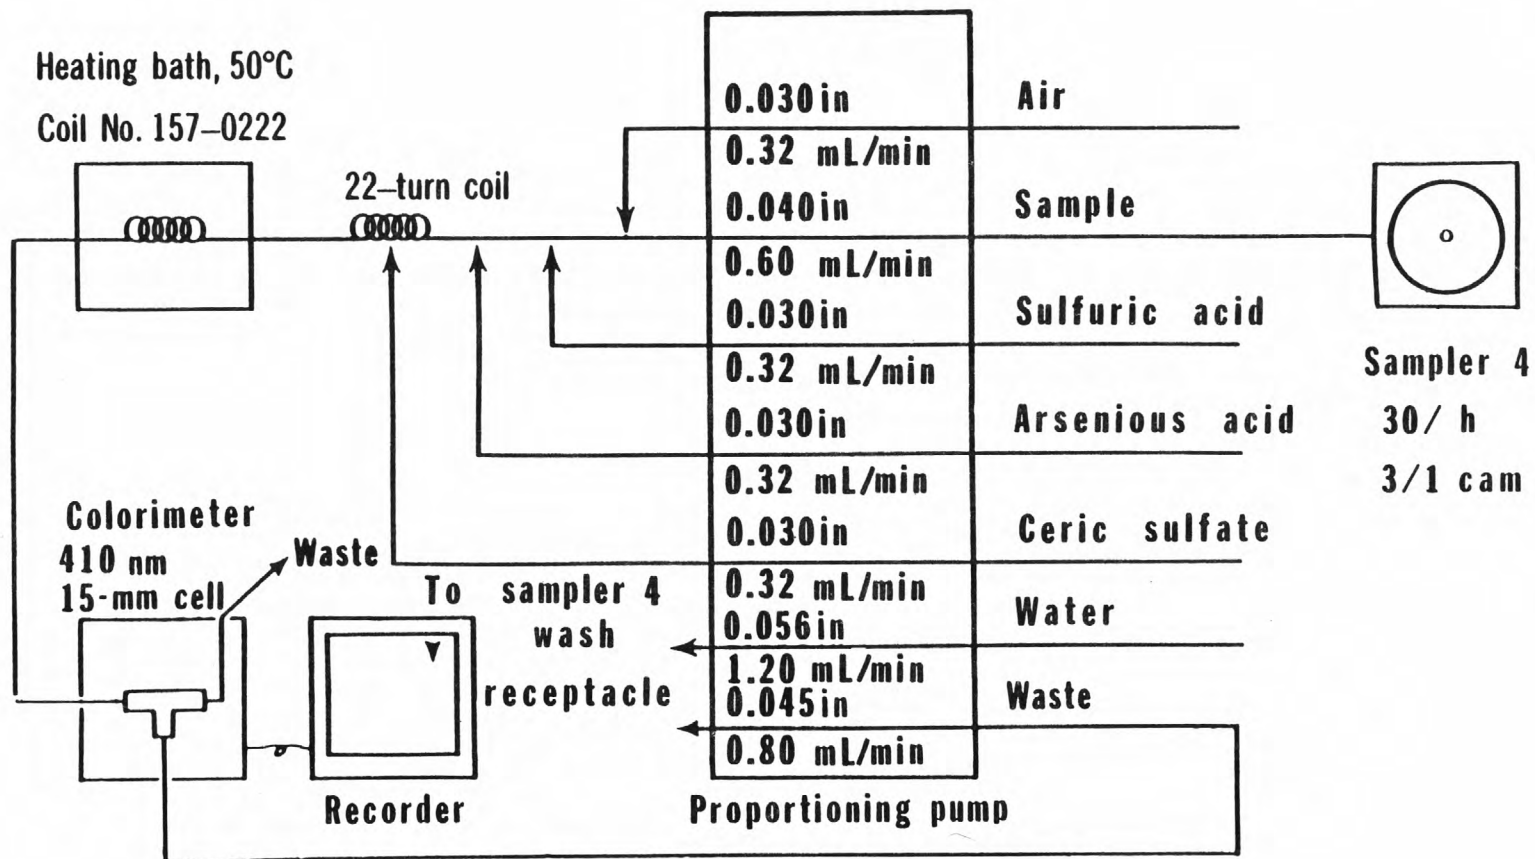 Heating bath, 50°C
Coil No. 157–0222
22–turn coil
0.030in
Air
0.32 mL/min
0.040in
Sample
0.60 mL/min
0.030in
Sulfuric acid
0.32 mL/min
0.030in
Arsenious acid
0.32 mL/min
0.030in
Ceric sulfate
0.32 mL/min
0.056in
Water
1.20 mL/min
0.045in
Waste
0.80 mL/min
Proportioning pump
Sampler 4
30/ h
3/1 cam
Colorimeter
410 nm
15-mm cell
Waste
To sampler 4
wash
receptacle
Recorder